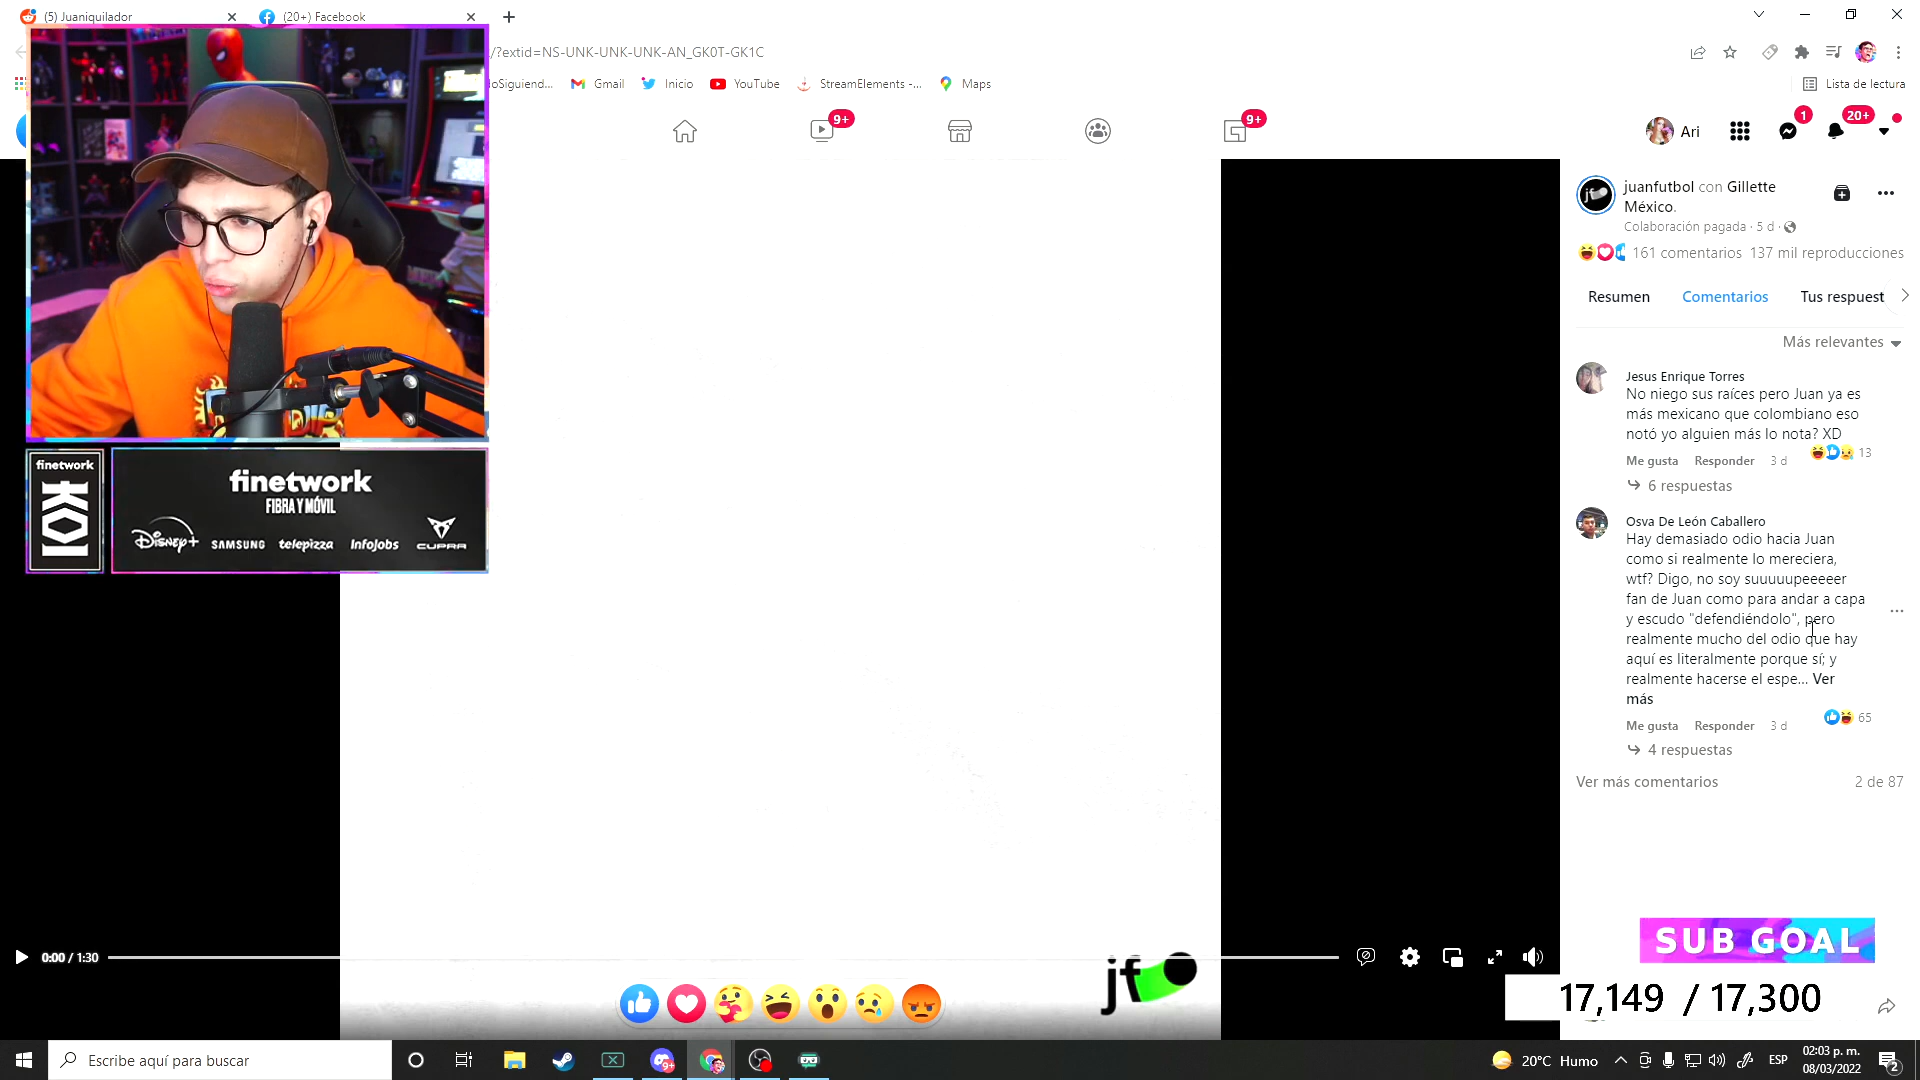 (5) Juaniquilador
(20+) Facebook
/?extid=NS-UNK-UNK-UNK-AN_GK0T-GK1C
oSiguiend...
Gmail
Inicio
YouTube
StreamElements -...
Maps
Lista de lectura
9+
9+
Ari
1
20+
juanfutbol con Gillette
México.
Colaboración pagada · 5 d ·
161 comentarios 137 mil reproducciones
Resumen
Comentarios
Tus respuest
Más relevantes
Jesus Enrique Torres
No niego sus raíces pero Juan ya es
más mexicano que colombiano eso
notó yo alguien más lo nota? XD
13
Me gusta Responder 3 d
6 respuestas
Osva De León Caballero
Hay demasiado odio hacia Juan
como si realmente lo mereciera,
wtf? Digo, no soy suuuuupeeeeer
fan de Juan como para andar a capa
y escudo "defendiéndolo", pero
realmente mucho del odio que hay
aquí es literalmente porque sí; y
realmente hacerse el espe... Ver
más
65
Me gusta Responder 3 d
4 respuestas
Ver más comentarios
2 de 87
finetwork
KOI
finetwork
FIBRA Y MÓVIL
Disney+
SAMSUNG
telepizza
InfoJobs
CUPRA
0:00 / 1:30
jf
SUB GOAL
17,149 / 17,300
Escribe aquí para buscar
9+
20°C Humo
ESP
02:03 p. m.
08/03/2022
2